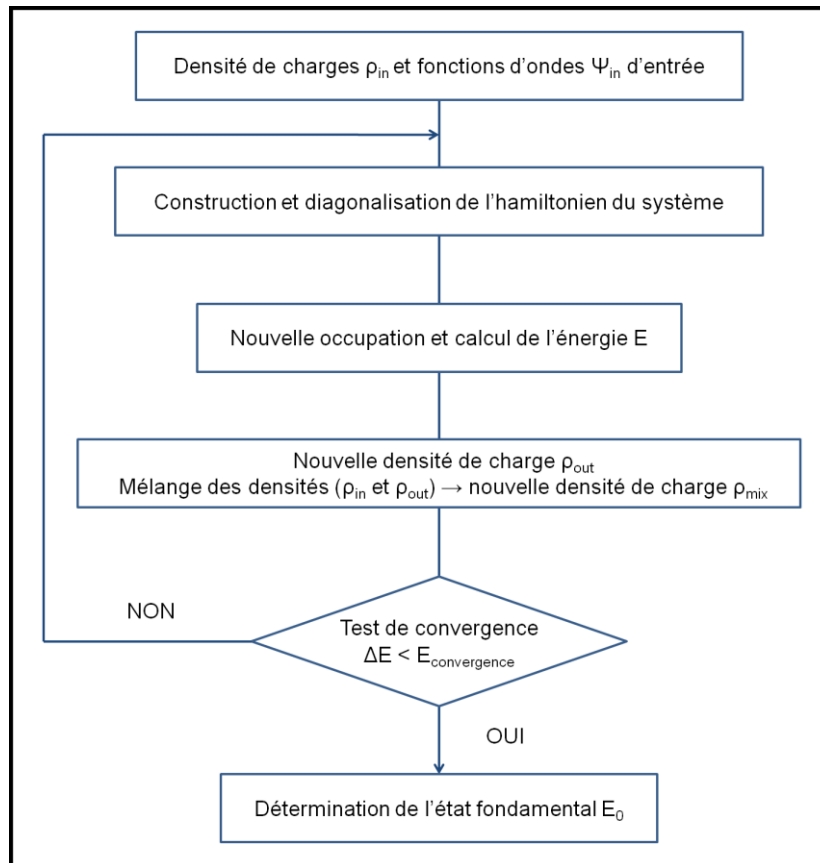 Densité de charges ρin et fonctions d'ondes Ψin d'entrée
Construction et diagonalisation de l'hamiltonien du système
Nouvelle occupation et calcul de l'énergie E
Nouvelle densité de charge ρout
Mélange des densités (ρin et ρout) → nouvelle densité de charge ρmix
NON
Test de convergence
ΔE < Econvergence
OUI
Détermination de l'état fondamental E0